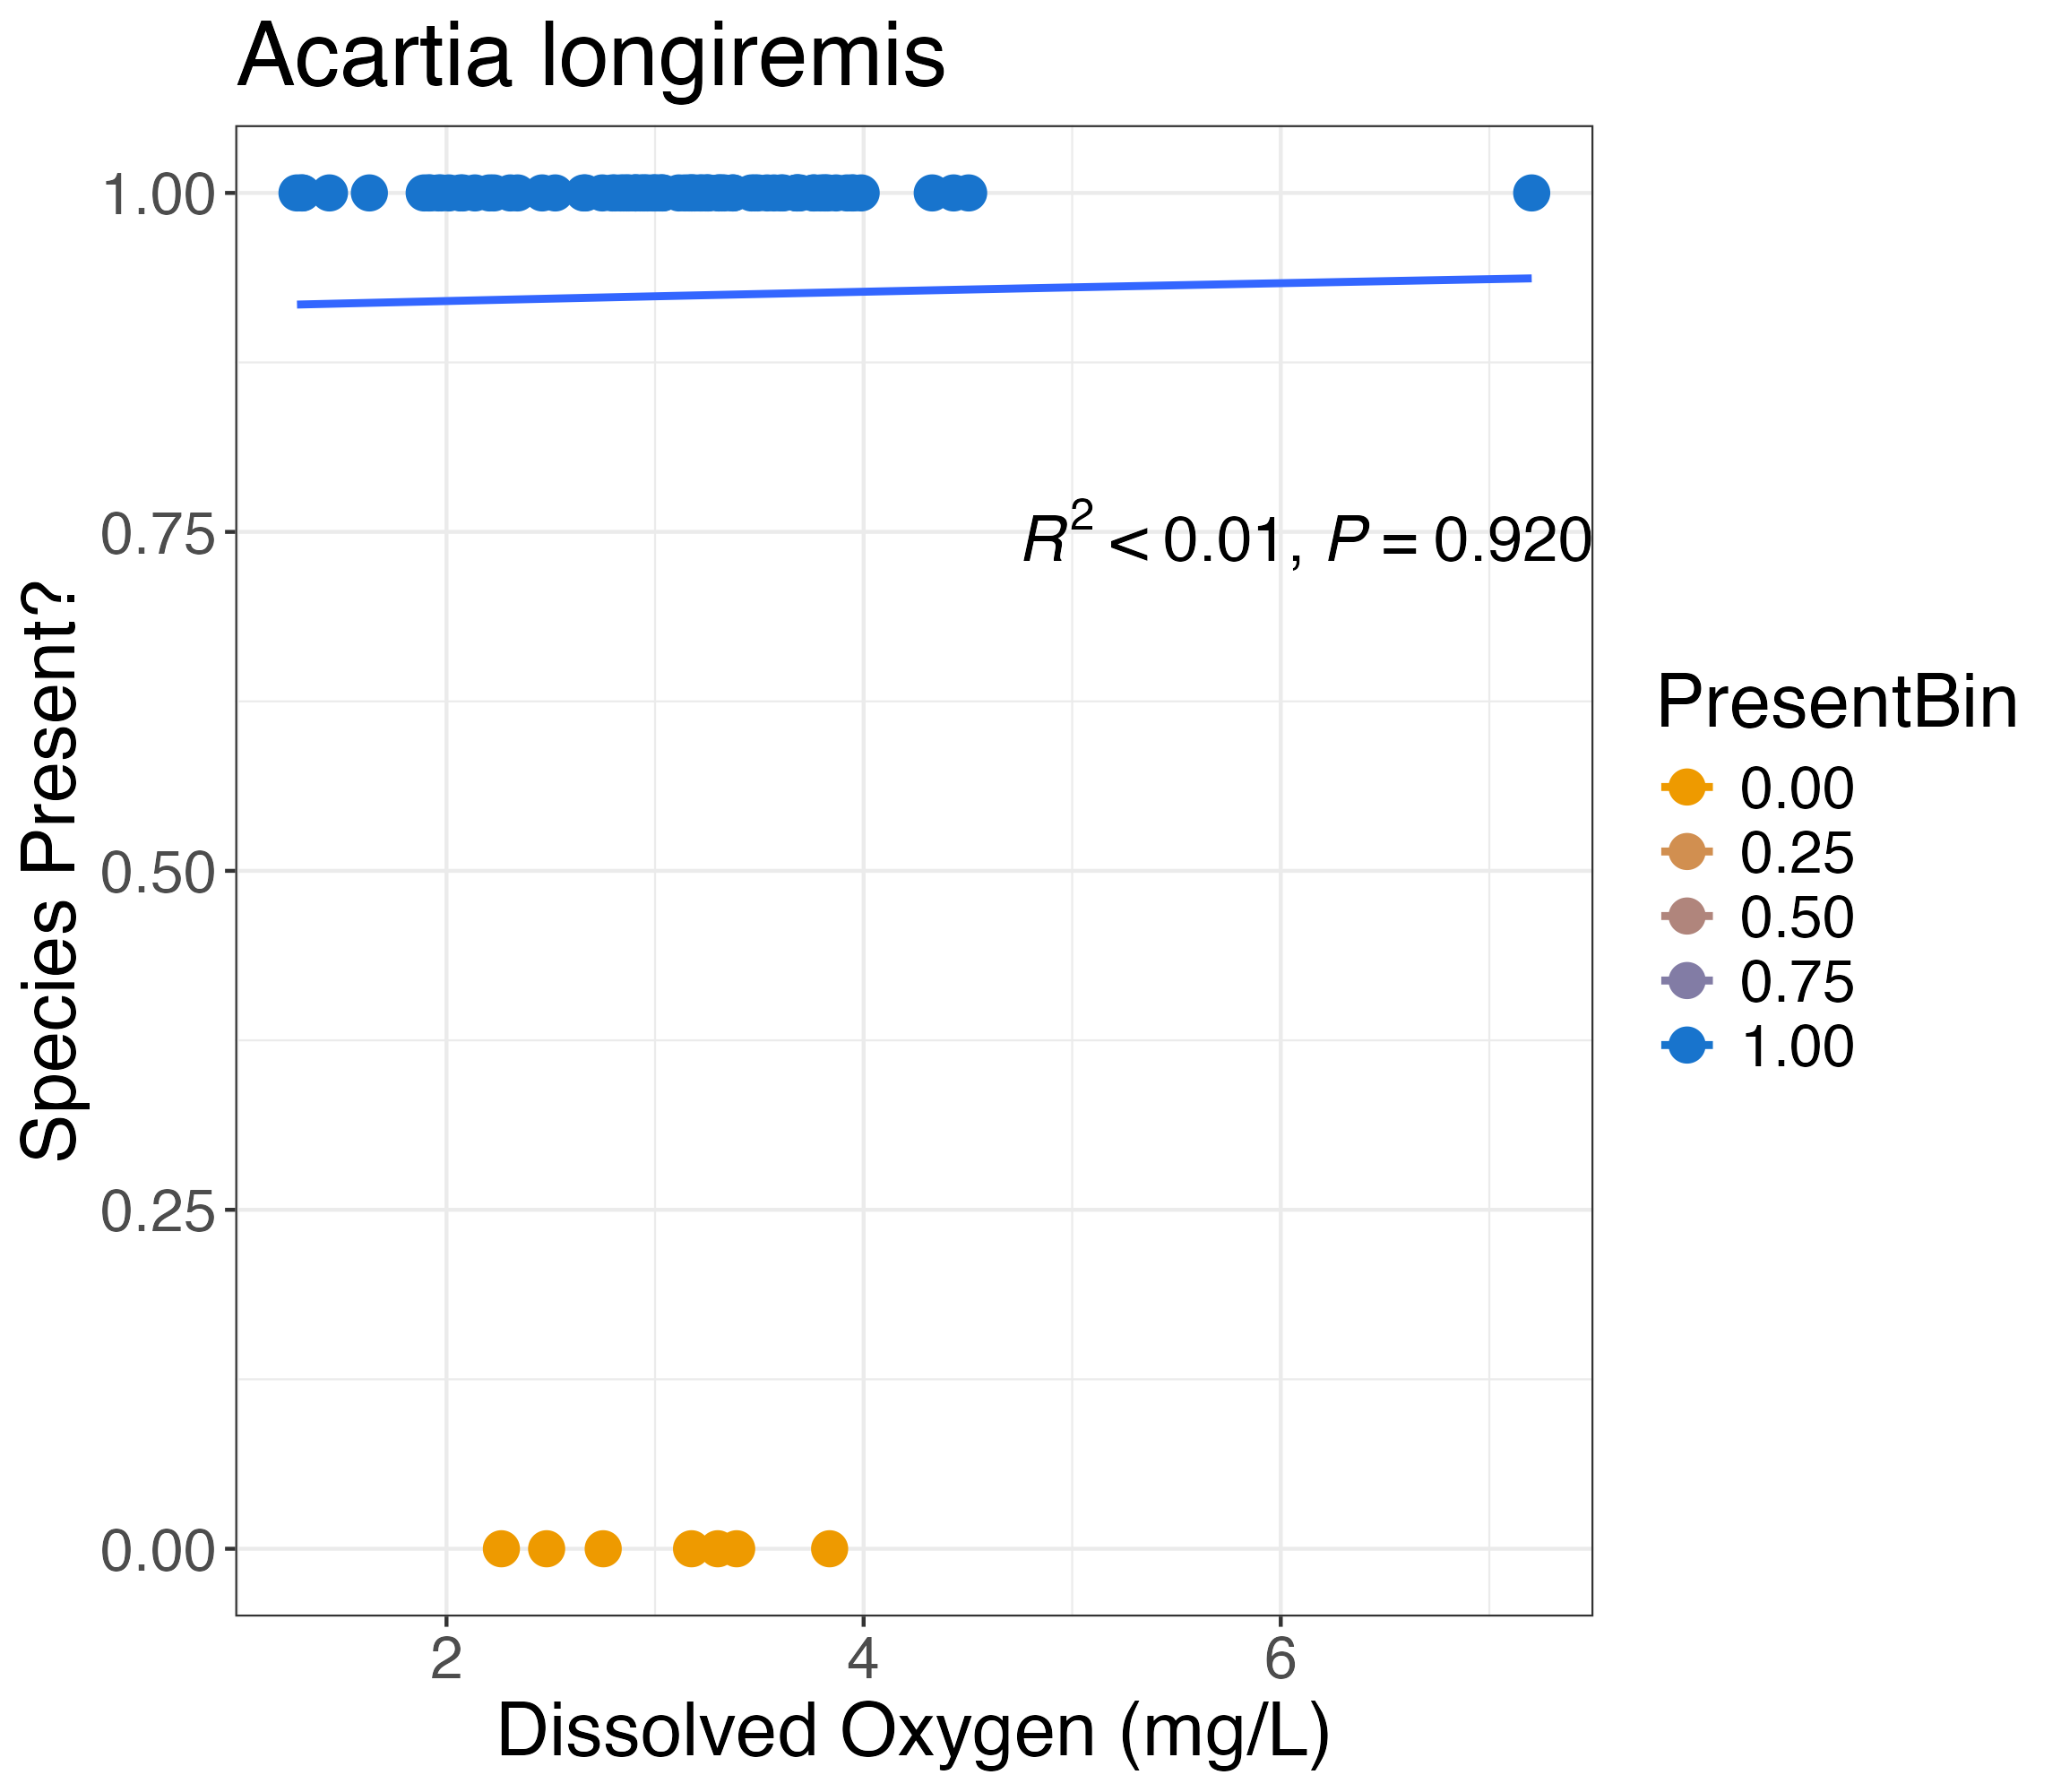 Acartia longiremis
1.00
0.75
0.50
0.25
0.00
Species Present?
R² < 0.01, P = 0.920
2 4 6
Dissolved Oxygen (mg/L)
PresentBin
0.00
0.25
0.50
0.75
1.00